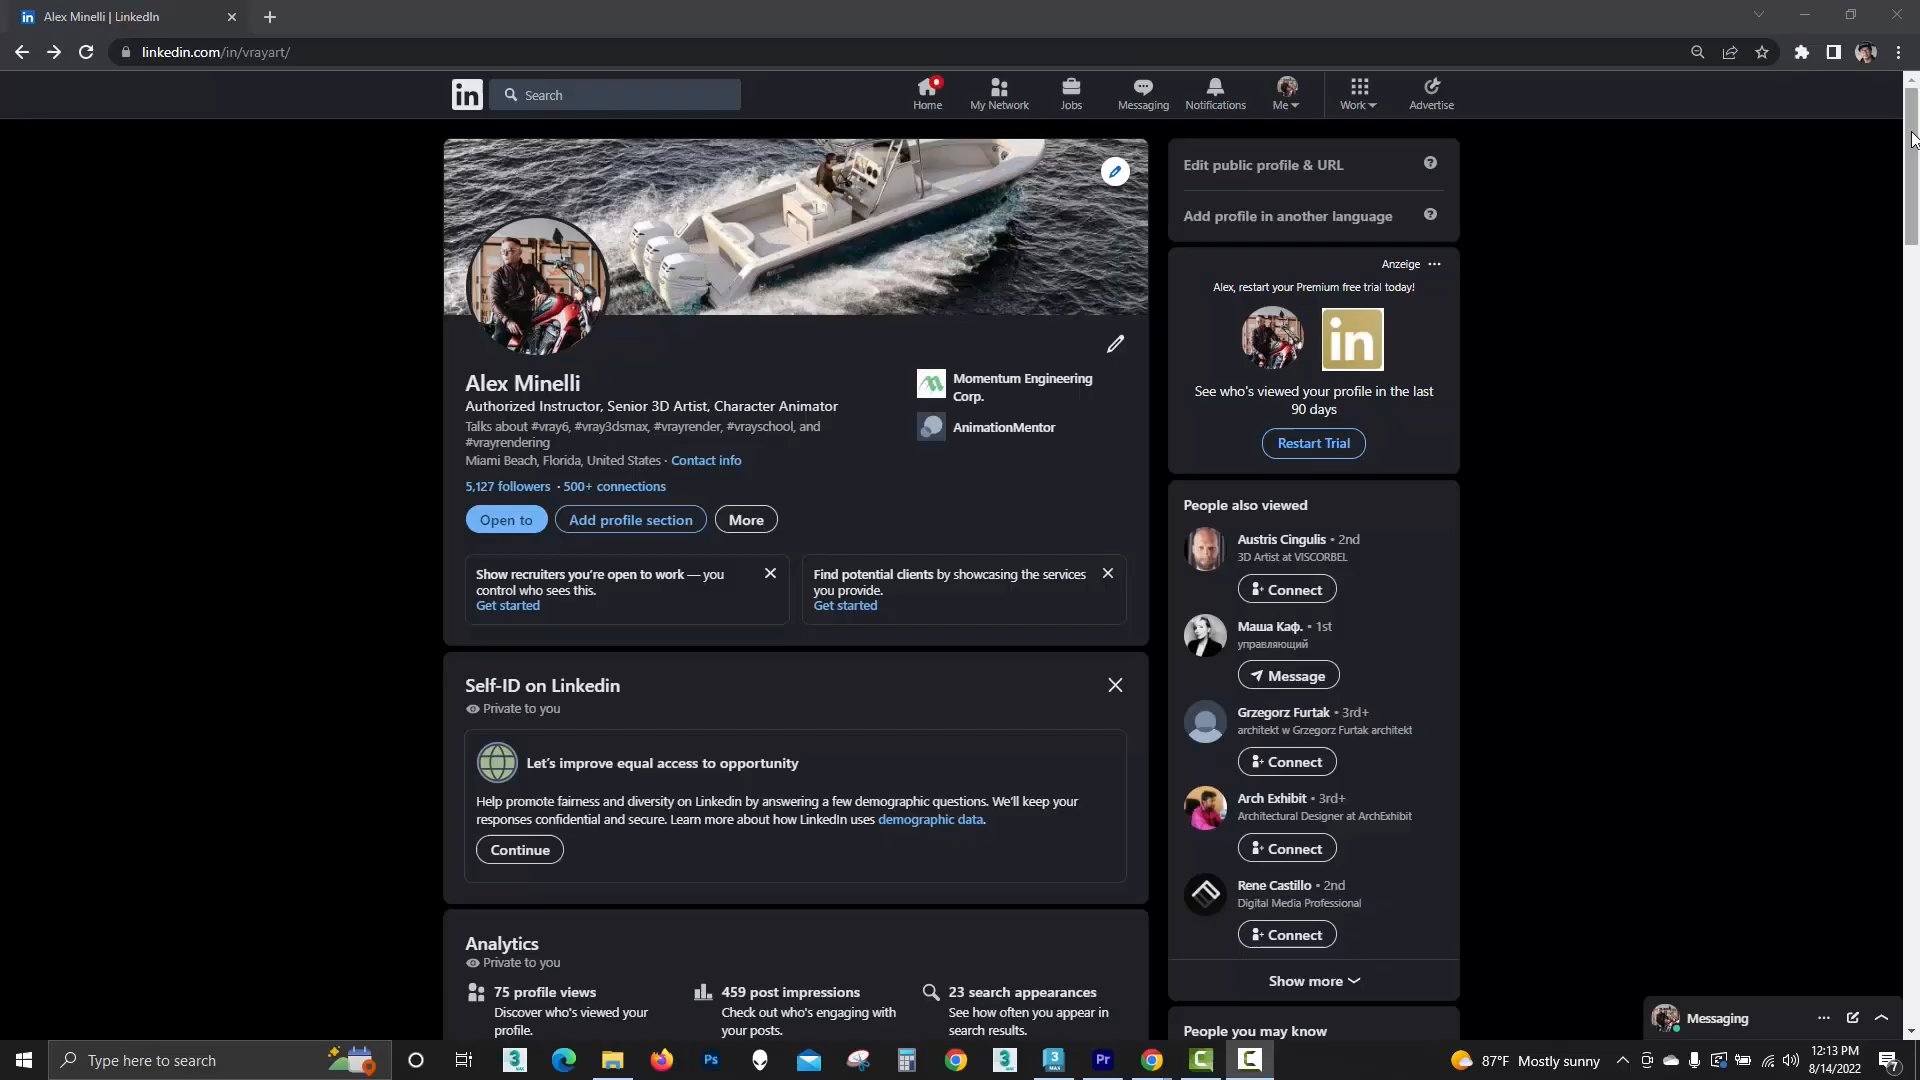 Alex Minelli | LinkedIn
linkedin.com/in/vrayart/
in
Search
Home
My Network
Jobs
Messaging
Notifications
Me
Work
Advertise
Edit public profile & URL
Add profile in another language
Anzeige
Alex, restart your Premium free trial today!
in
See who's viewed your profile in the last
90 days
Restart Trial
Alex Minelli
Authorized Instructor, Senior 3D Artist, Character Animator
Talks about #vray6, #vray3dsmax, #vrayrender, #vrayschool, and
#vrayrendering
Miami Beach, Florida, United States · Contact info
5,127 followers · 500+ connections
Momentum Engineering
Corp.
AnimationMentor
Open to
Add profile section
More
Show recruiters you're open to work — you
control who sees this.
Get started
Find potential clients by showcasing the services
you provide.
Get started
Self-ID on Linkedin
Private to you
Let's improve equal access to opportunity
Help promote fairness and diversity on Linkedin by answering a few demographic questions. We'll keep your
responses confidential and secure. Learn more about how LinkedIn uses demographic data.
Continue
Analytics
Private to you
75 profile views
Discover who's viewed your
profile.
459 post impressions
Check out who's engaging with
your posts.
23 search appearances
See how often you appear in
search results.
People also viewed
Austris Cingulis • 2nd
3D Artist at VISCORBEL
Connect
Маша Каф. • 1st
управляющий
Message
Grzegorz Furtak • 3rd+
architekt w Grzegorz Furtak architekt
Connect
Arch Exhibit • 3rd+
Architectural Designer at ArchExhibit
Connect
Rene Castillo • 2nd
Digital Media Professional
Connect
Show more
People you may know
Messaging
Type here to search
Ps
Pr
87°F Mostly sunny
12:13 PM
8/14/2022
7